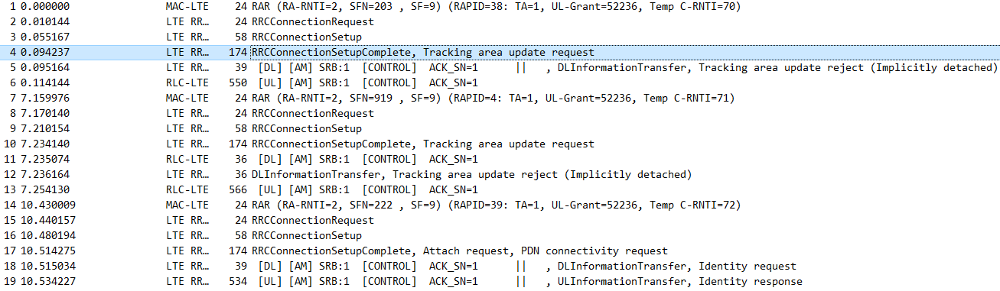 1 0.000000 MAC-LTE 24 RAR (RA-RNTI=2, SFN=203 , SF=9) (RAPID=38: TA=1, UL-Grant=52236, Temp C-RNTI=70)
2 0.010144 LTE RR… 24 RRCConnectionRequest
3 0.055167 LTE RR… 58 RRCConnectionSetup
4 0.094237 LTE RR… 174 RRCConnectionSetupComplete, Tracking area update request
5 0.095164 LTE RR… 39 [DL] [AM] SRB:1 [CONTROL] ACK_SN=1 || , DLInformationTransfer, Tracking area update reject (Implicitly detached)
6 0.114144 RLC-LTE 550 [UL] [AM] SRB:1 [CONTROL] ACK_SN=1
7 7.159976 MAC-LTE 24 RAR (RA-RNTI=2, SFN=919 , SF=9) (RAPID=4: TA=1, UL-Grant=52236, Temp C-RNTI=71)
8 7.170140 LTE RR… 24 RRCConnectionRequest
9 7.210154 LTE RR… 58 RRCConnectionSetup
10 7.234140 LTE RR… 174 RRCConnectionSetupComplete, Tracking area update request
11 7.235074 RLC-LTE 36 [DL] [AM] SRB:1 [CONTROL] ACK_SN=1
12 7.236164 LTE RR… 36 DLInformationTransfer, Tracking area update reject (Implicitly detached)
13 7.254130 RLC-LTE 566 [UL] [AM] SRB:1 [CONTROL] ACK_SN=1
14 10.430009 MAC-LTE 24 RAR (RA-RNTI=2, SFN=222 , SF=9) (RAPID=39: TA=1, UL-Grant=52236, Temp C-RNTI=72)
15 10.440157 LTE RR… 24 RRCConnectionRequest
16 10.480194 LTE RR… 58 RRCConnectionSetup
17 10.514275 LTE RR… 174 RRCConnectionSetupComplete, Attach request, PDN connectivity request
18 10.515034 LTE RR… 39 [DL] [AM] SRB:1 [CONTROL] ACK_SN=1 || , DLInformationTransfer, Identity request
19 10.534227 LTE RR… 534 [UL] [AM] SRB:1 [CONTROL] ACK_SN=1 || , ULInformationTransfer, Identity response